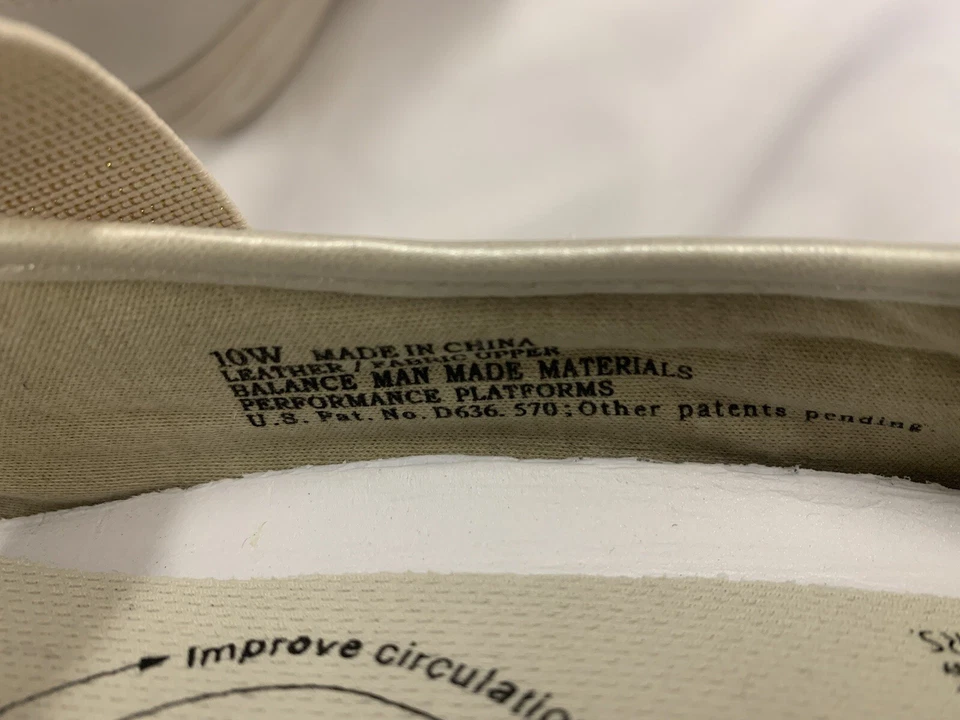 10W MADE IN CHINA
LEATHER / FABRIC UPPER
BALANCE MAN MADE MATERIALS
PERFORMANCE PLATFORMS
U.S. Pat. No. D636,570; Other patents pending.
Improve circulatio